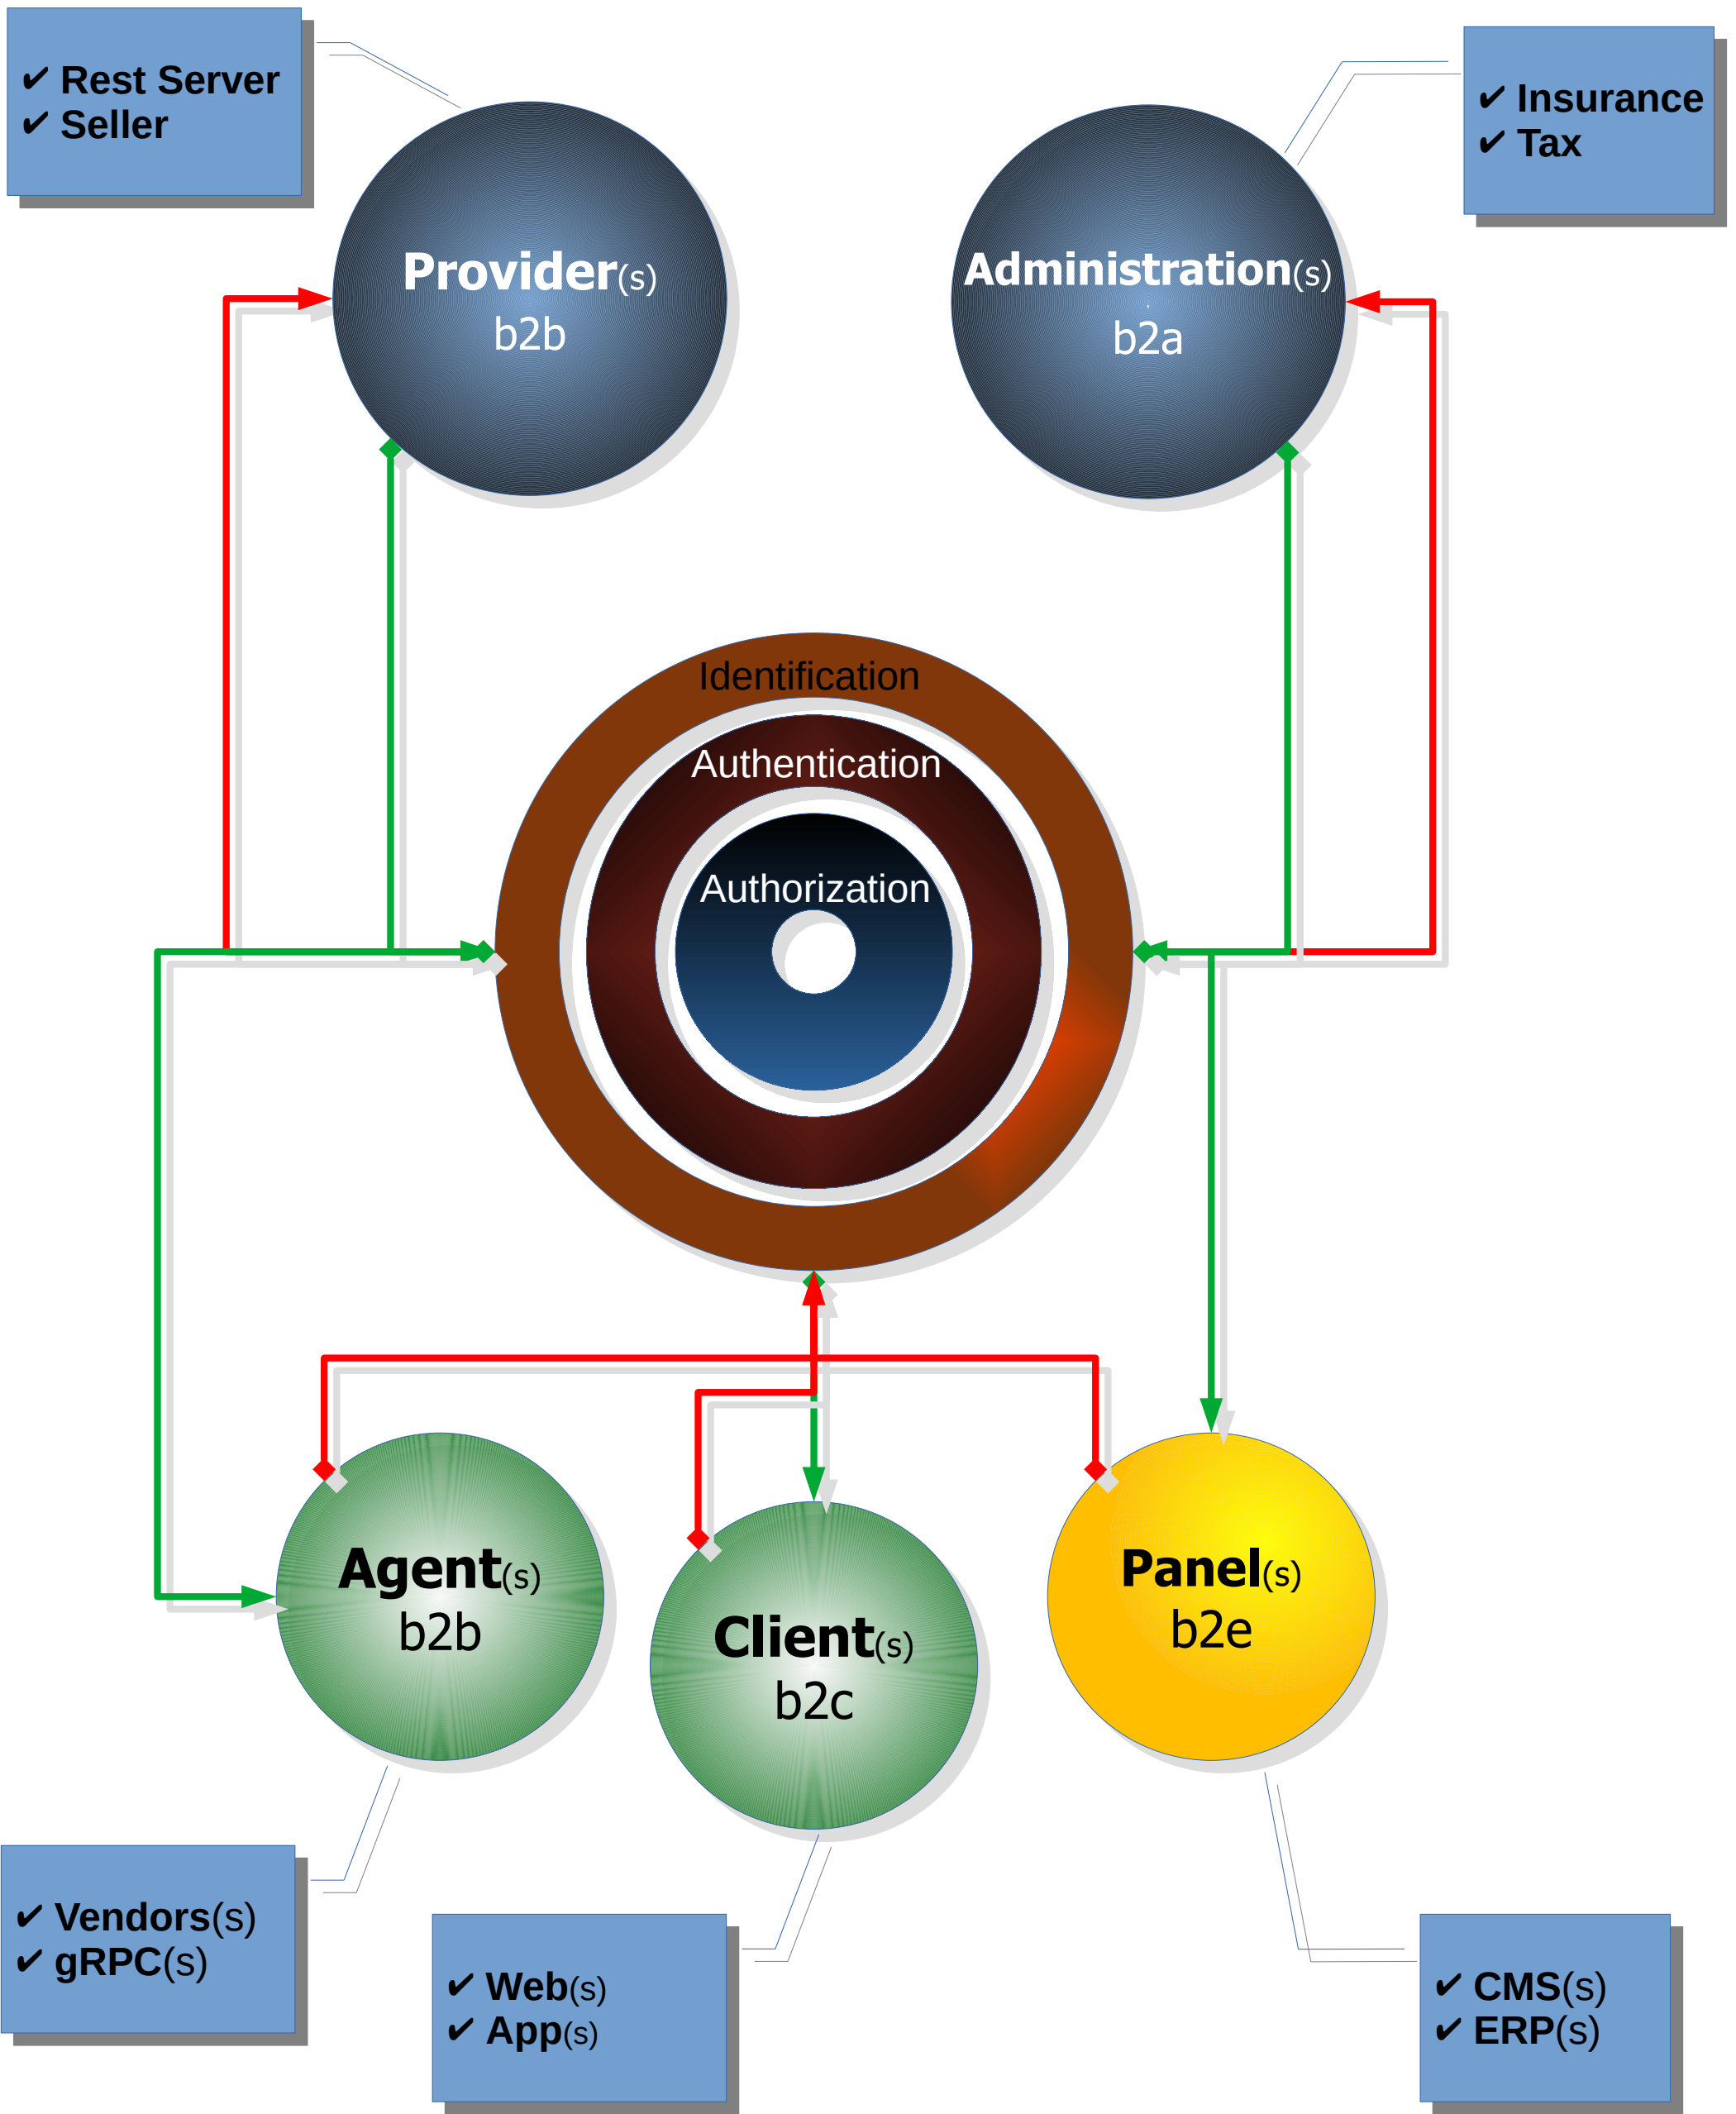 ✔ Rest Server
✔ Seller
✔ Insurance
✔ Tax
Provider(s)
b2b
Administration(s)
b2a
Identification
Authentication
Authorization
Agent(s)
b2b
Client(s)
b2c
Panel(s)
b2e
✔ Vendors(s)
✔ gRPC(s)
✔ Web(s)
✔ App(s)
✔ CMS(s)
✔ ERP(s)